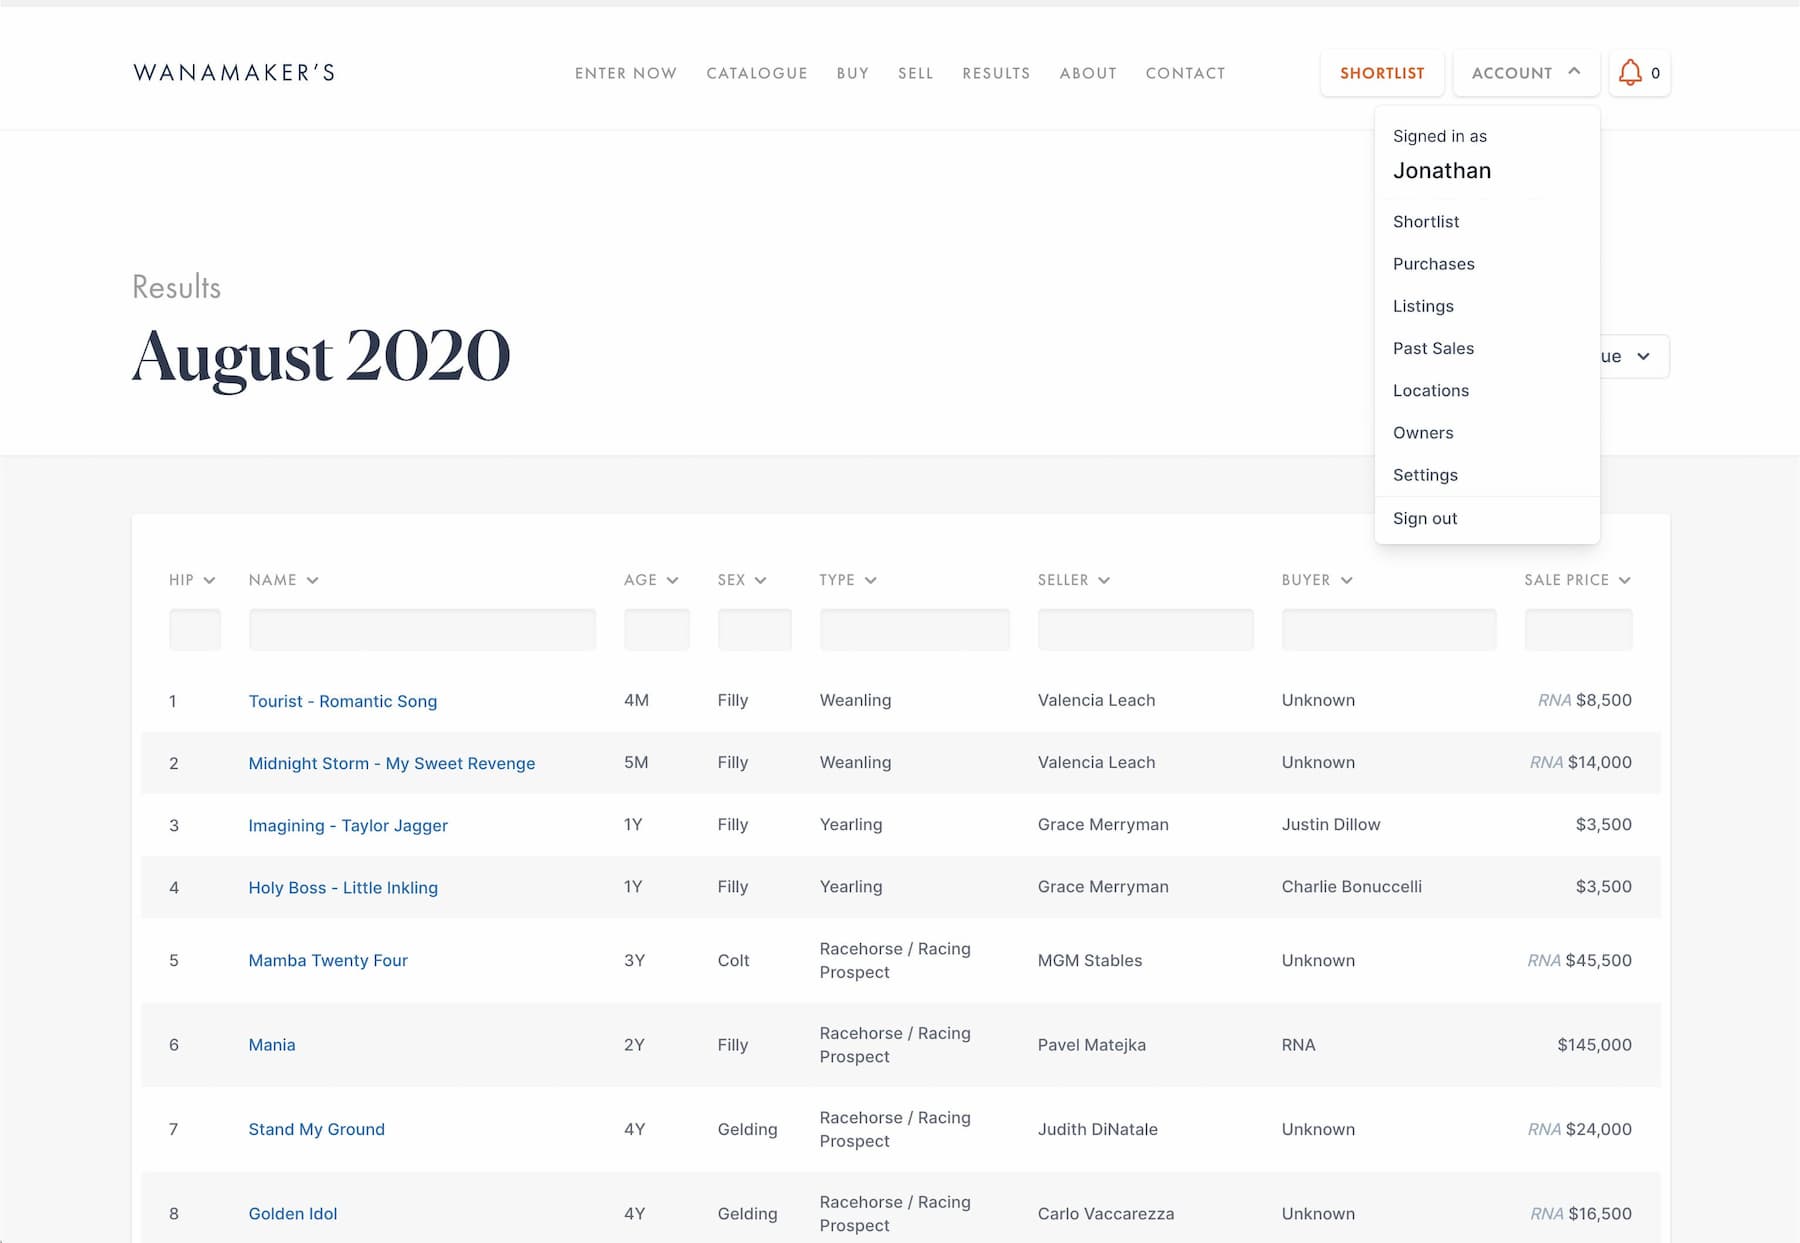 WANAMAKER'S
ENTER NOW CATALOGUE BUY SELL RESULTS ABOUT CONTACT
SHORTLIST ACCOUNT 0
Signed in as
Jonathan
Shortlist
Purchases
Listings
Past Sales
Locations
Owners
Settings
Sign out
Results
August 2020
ue
HIP NAME AGE SEX TYPE SELLER BUYER SALE PRICE
1 Tourist - Romantic Song 4M Filly Weanling Valencia Leach Unknown RNA $8,500
2 Midnight Storm - My Sweet Revenge 5M Filly Weanling Valencia Leach Unknown RNA $14,000
3 Imagining - Taylor Jagger 1Y Filly Yearling Grace Merryman Justin Dillow $3,500
4 Holy Boss - Little Inkling 1Y Filly Yearling Grace Merryman Charlie Bonuccelli $3,500
5 Mamba Twenty Four 3Y Colt Racehorse / Racing Prospect MGM Stables Unknown RNA $45,500
6 Mania 2Y Filly Racehorse / Racing Prospect Pavel Matejka RNA $145,000
7 Stand My Ground 4Y Gelding Racehorse / Racing Prospect Judith DiNatale Unknown RNA $24,000
8 Golden Idol 4Y Gelding Racehorse / Racing Prospect Carlo Vaccarezza Unknown RNA $16,500